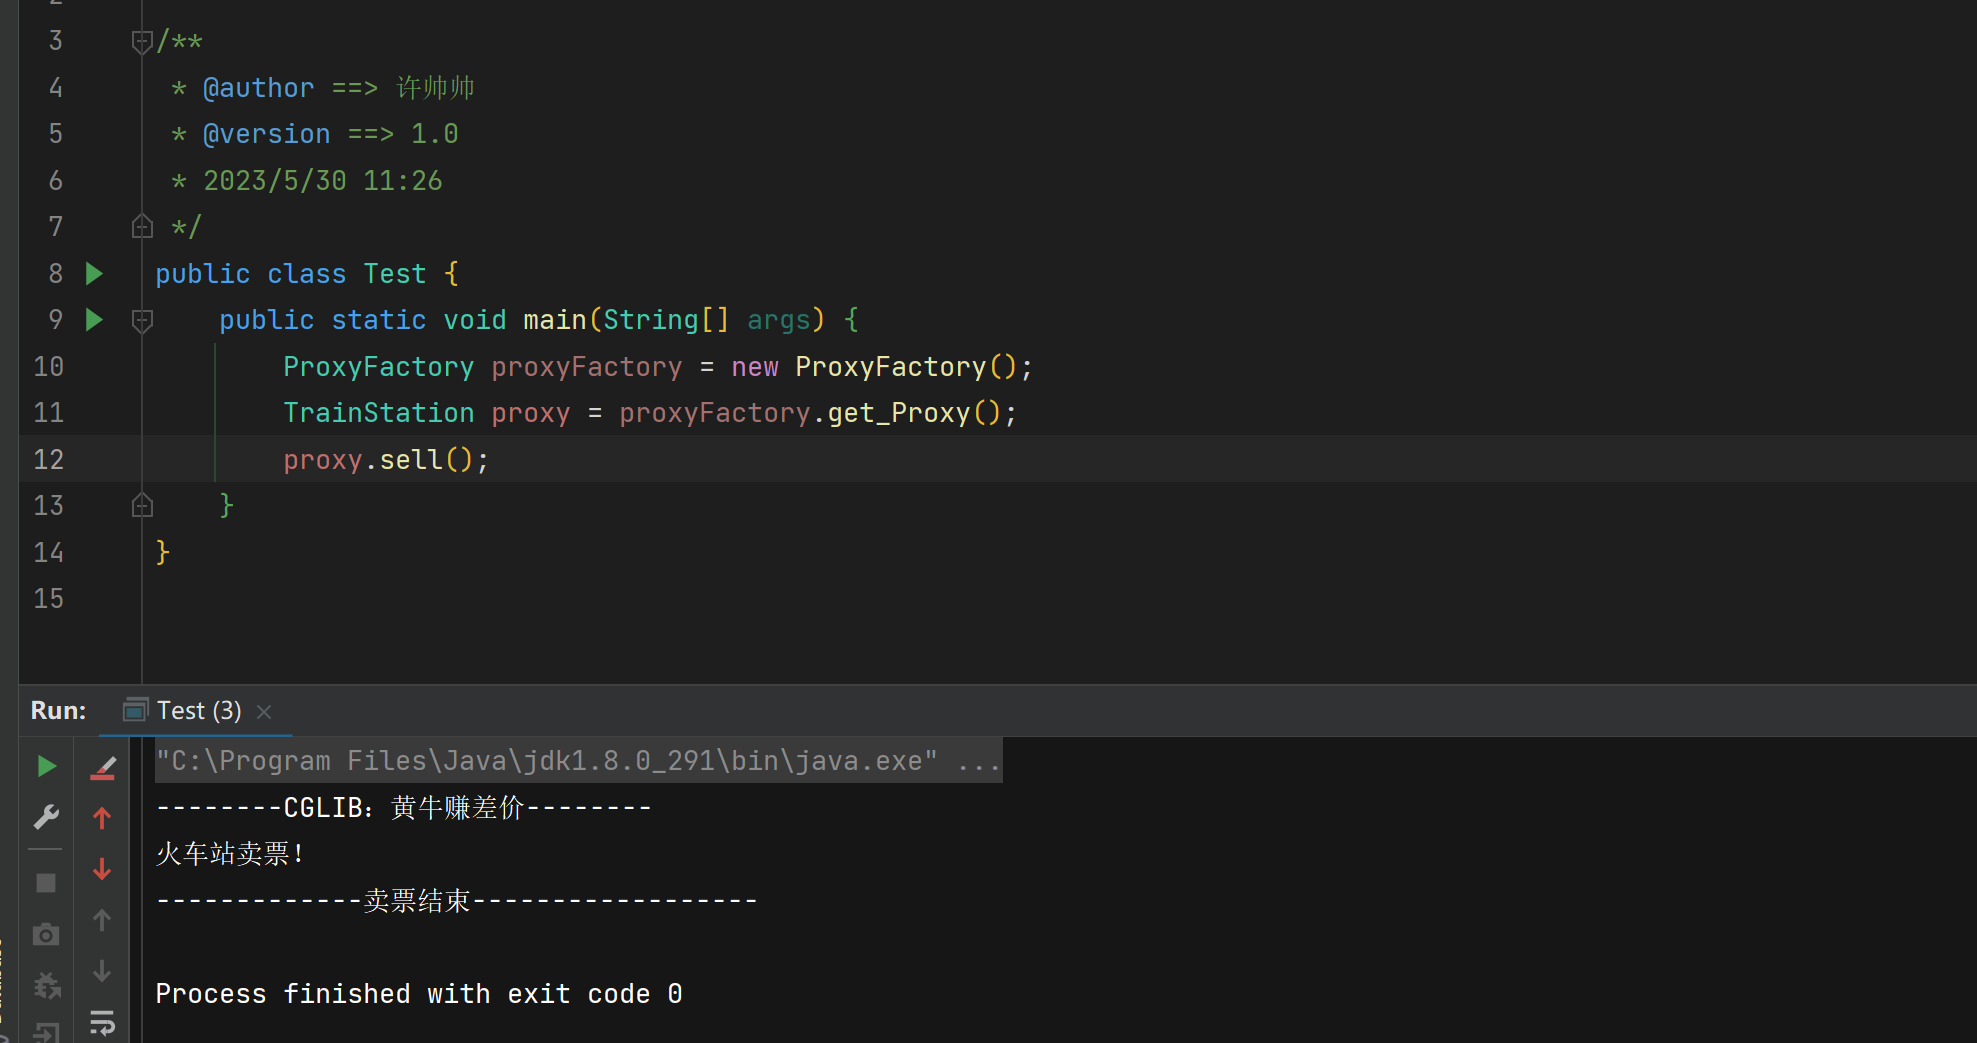 3 /**
4 * @author ==> 许帅帅
5 * @version ==> 1.0
6 * 2023/5/30 11:26
7 */
8 public class Test {
9 public static void main(String[] args) {
10 ProxyFactory proxyFactory = new ProxyFactory();
11 TrainStation proxy = proxyFactory.get_Proxy();
12 proxy.sell();
13 }
14 }
15
Run: Test (3)
"C:\Program Files\Java\jdk1.8.0_291\bin\java.exe" ...
--------CGLIB：黄牛赚差价--------
火车站卖票！
-------------卖票结束------------------
Process finished with exit code 0